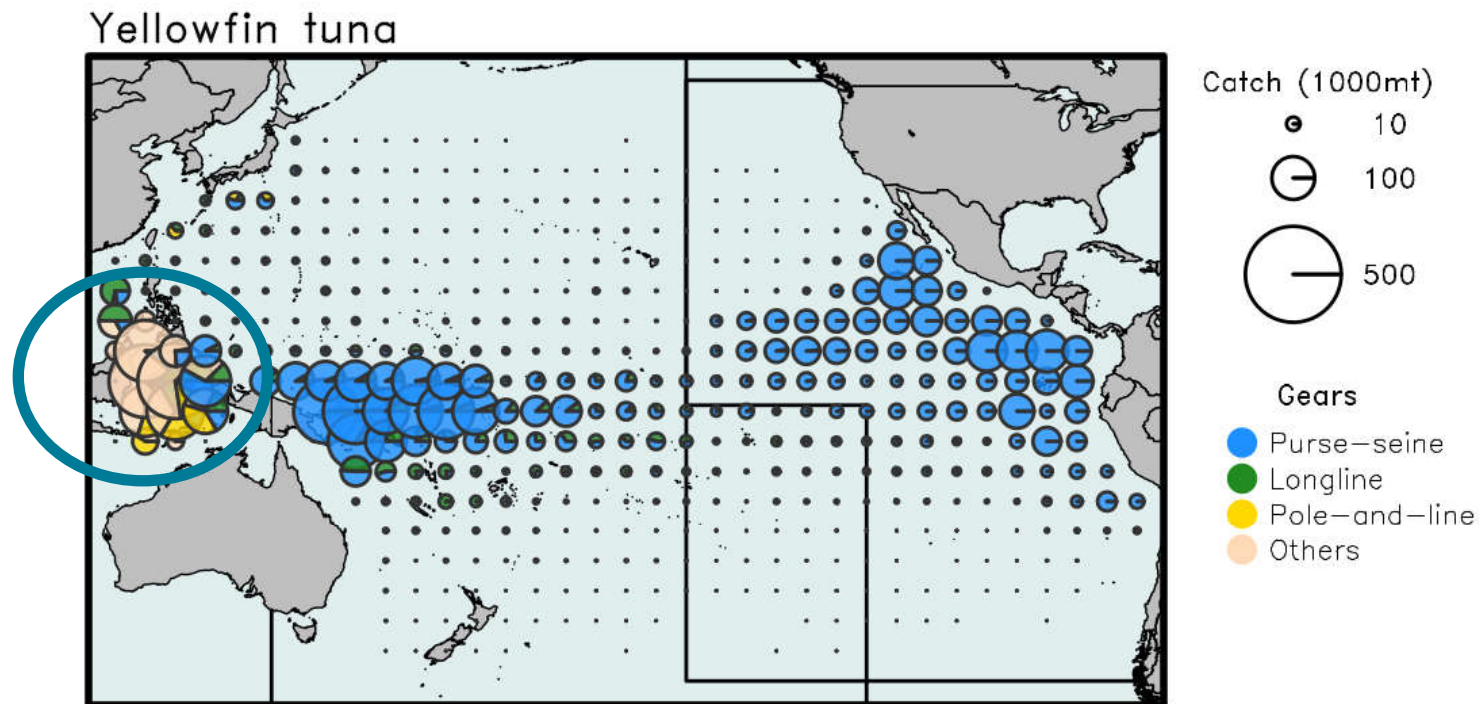 Yellowfin tuna
Catch (1000mt)
10
100
500
Gears
Purse−seine
Longline
Pole−and−line
Others